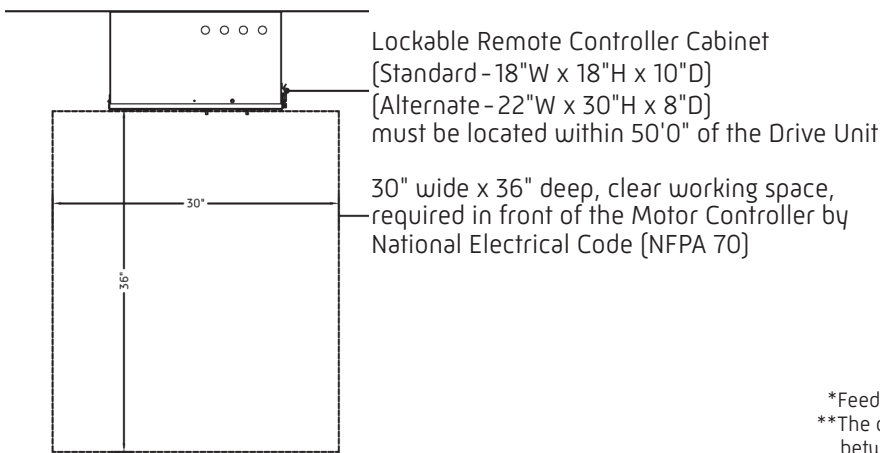 Lockable Remote Controller Cabinet
(Standard - 18"W x 18"H x 10"D)
(Alternate - 22"W x 30"H x 8"D)
must be located within 50'0" of the Drive Unit
30" wide x 36" deep, clear working space,
required in front of the Motor Controller by
National Electrical Code (NFPA 70)
30"
36"
*Feed
**The